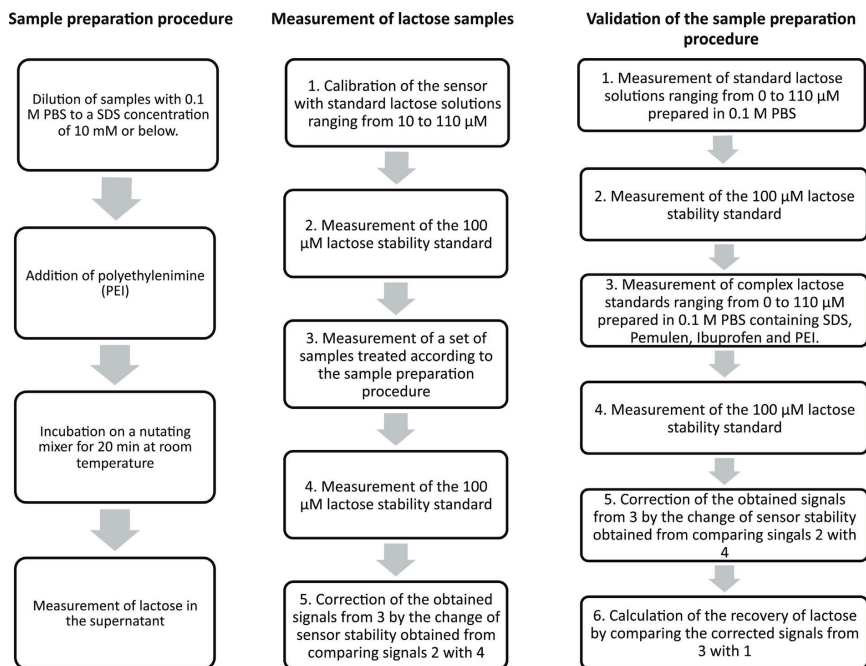 Sample preparation procedure
Dilution of samples with 0.1
M PBS to a SDS concentration
of 10 mM or below.
Addition of polyethylenimine
(PEI)
Incubation on a nutating
mixer for 20 min at room
temperature
Measurement of lactose in
the supernatant
Measurement of lactose samples
1. Calibration of the sensor
with standard lactose solutions
ranging from 10 to 110 µM
2. Measurement of the 100
µM lactose stability standard
3. Measurement of a set of
samples treated according to
the sample preparation
procedure
4. Measurement of the 100
µM lactose stability standard
5. Correction of the obtained
signals from 3 by the change of
sensor stability obtained from
comparing signals 2 with 4
Validation of the sample preparation
procedure
1. Measurement of standard lactose
solutions ranging from 0 to 110 µM
prepared in 0.1 M PBS
2. Measurement of the 100 µM lactose
stability standard
3. Measurement of complex lactose
standards ranging from 0 to 110 µM
prepared in 0.1 M PBS containing SDS,
Pemulen, Ibuprofen and PEI.
4. Measurement of the 100 µM lactose
stability standard
5. Correction of the obtained signals
from 3 by the change of sensor stability
obtained from comparing singals 2 with
4
6. Calculation of the recovery of lactose
by comparing the corrected signals from
3 with 1